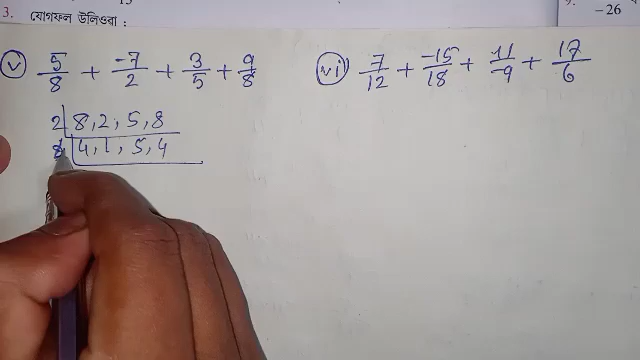 3. যোগফল উলিওৱা :
9.
-26
v) 5/8 + -7/2 + 3/5 + 9/8
vi) 7/12 + -15/18 + 11/-9 + 17/6
2 | 8, 2, 5, 8
4, 1, 5, 4